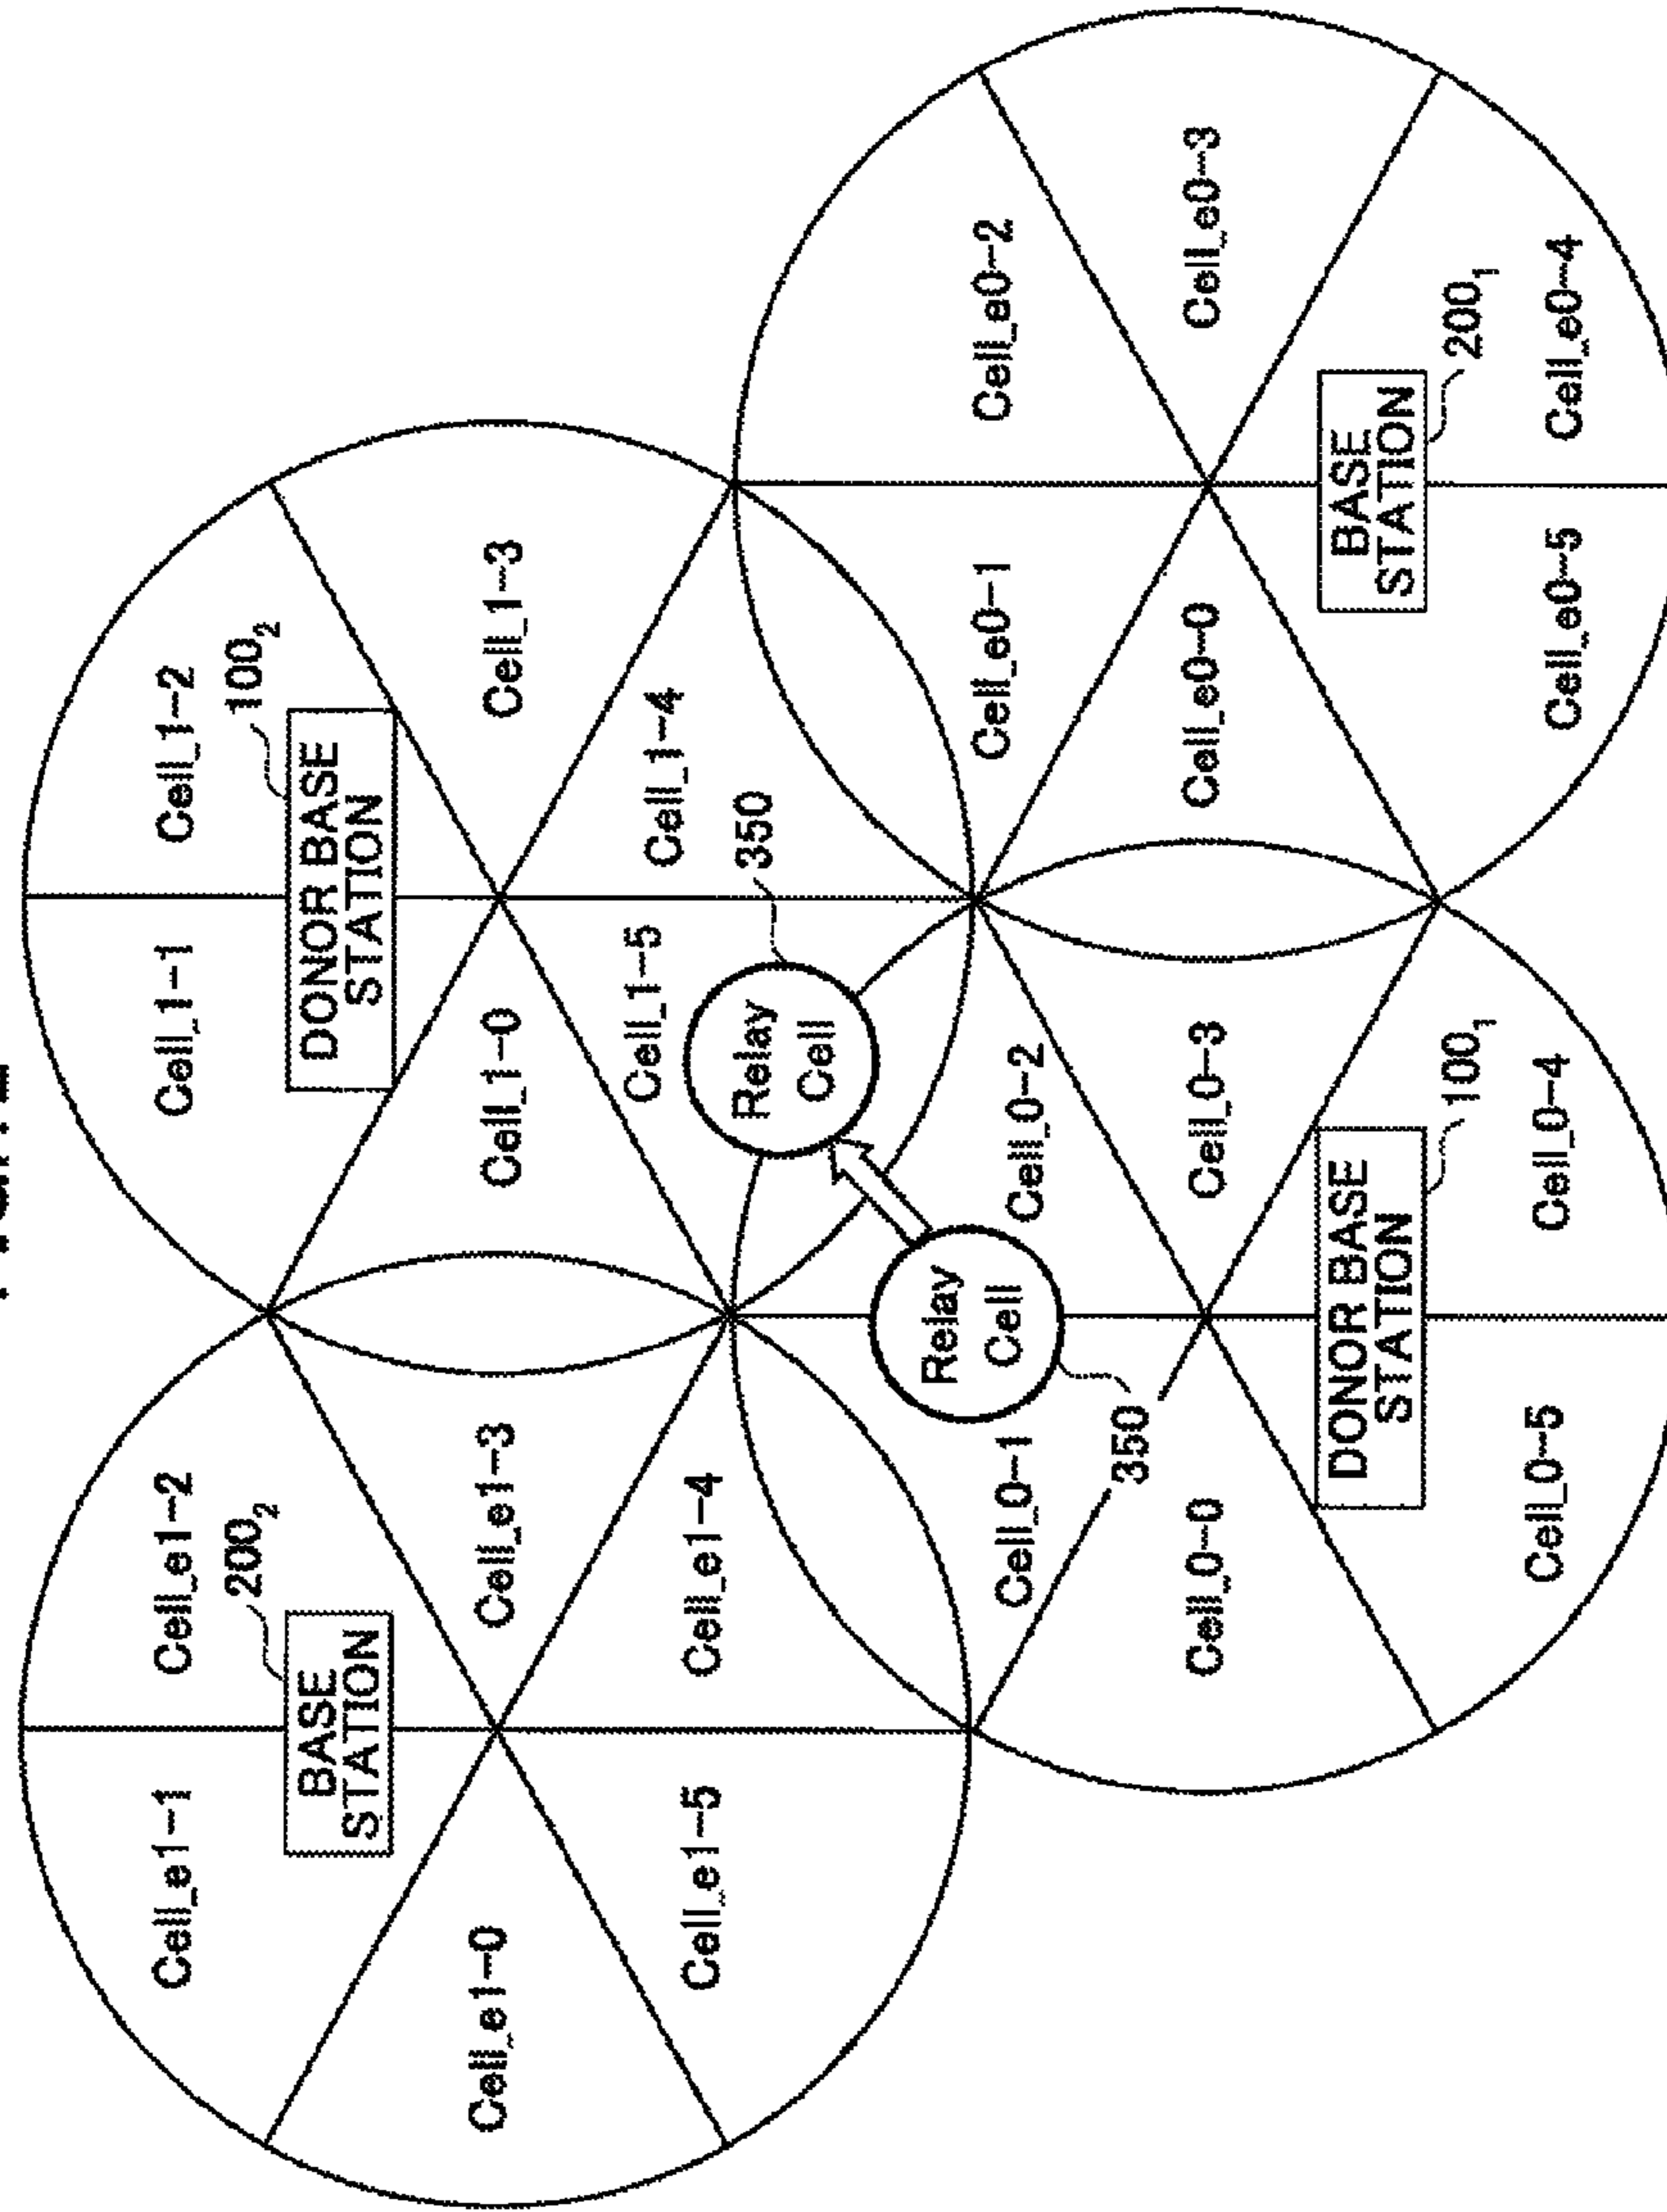 Cell_e1-1
Cell_e1-2
200₂
BASE
STATION
Cell_e1-0
Cell_e1-3
Cell_e1-5
Cell_e1-4
Cell_1-1
Cell_1-2
100₂
DONOR BASE
STATION
Cell_1-0
Cell_1-3
Cell_1-5
Cell_1-4
350
Relay
Cell
Relay
Cell
350
Cell_0-1
Cell_0-2
Cell_0-0
Cell_0-3
DONOR BASE
STATION
100₁
Cell_0-5
Cell_0-4
Cell_e0-1
Cell_e0-2
Cell_e0-0
Cell_e0-3
BASE
STATION
200₁
Cell_e0-5
Cell_e0-4